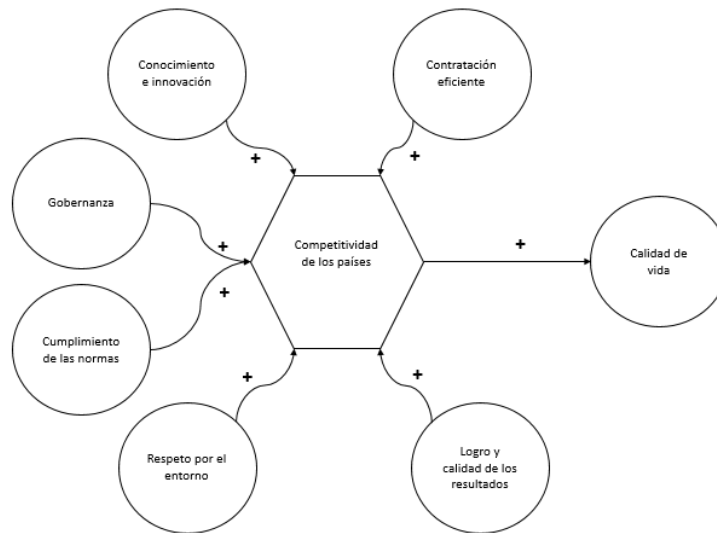 Conocimiento
e innovación
Contratación
eficiente
+
+
Gobernanza
+
Competitividad
de los países
+
Calidad de
vida
+
Cumplimiento
de las normas
+
+
Respeto por el
entorno
Logro y
calidad de los
resultados